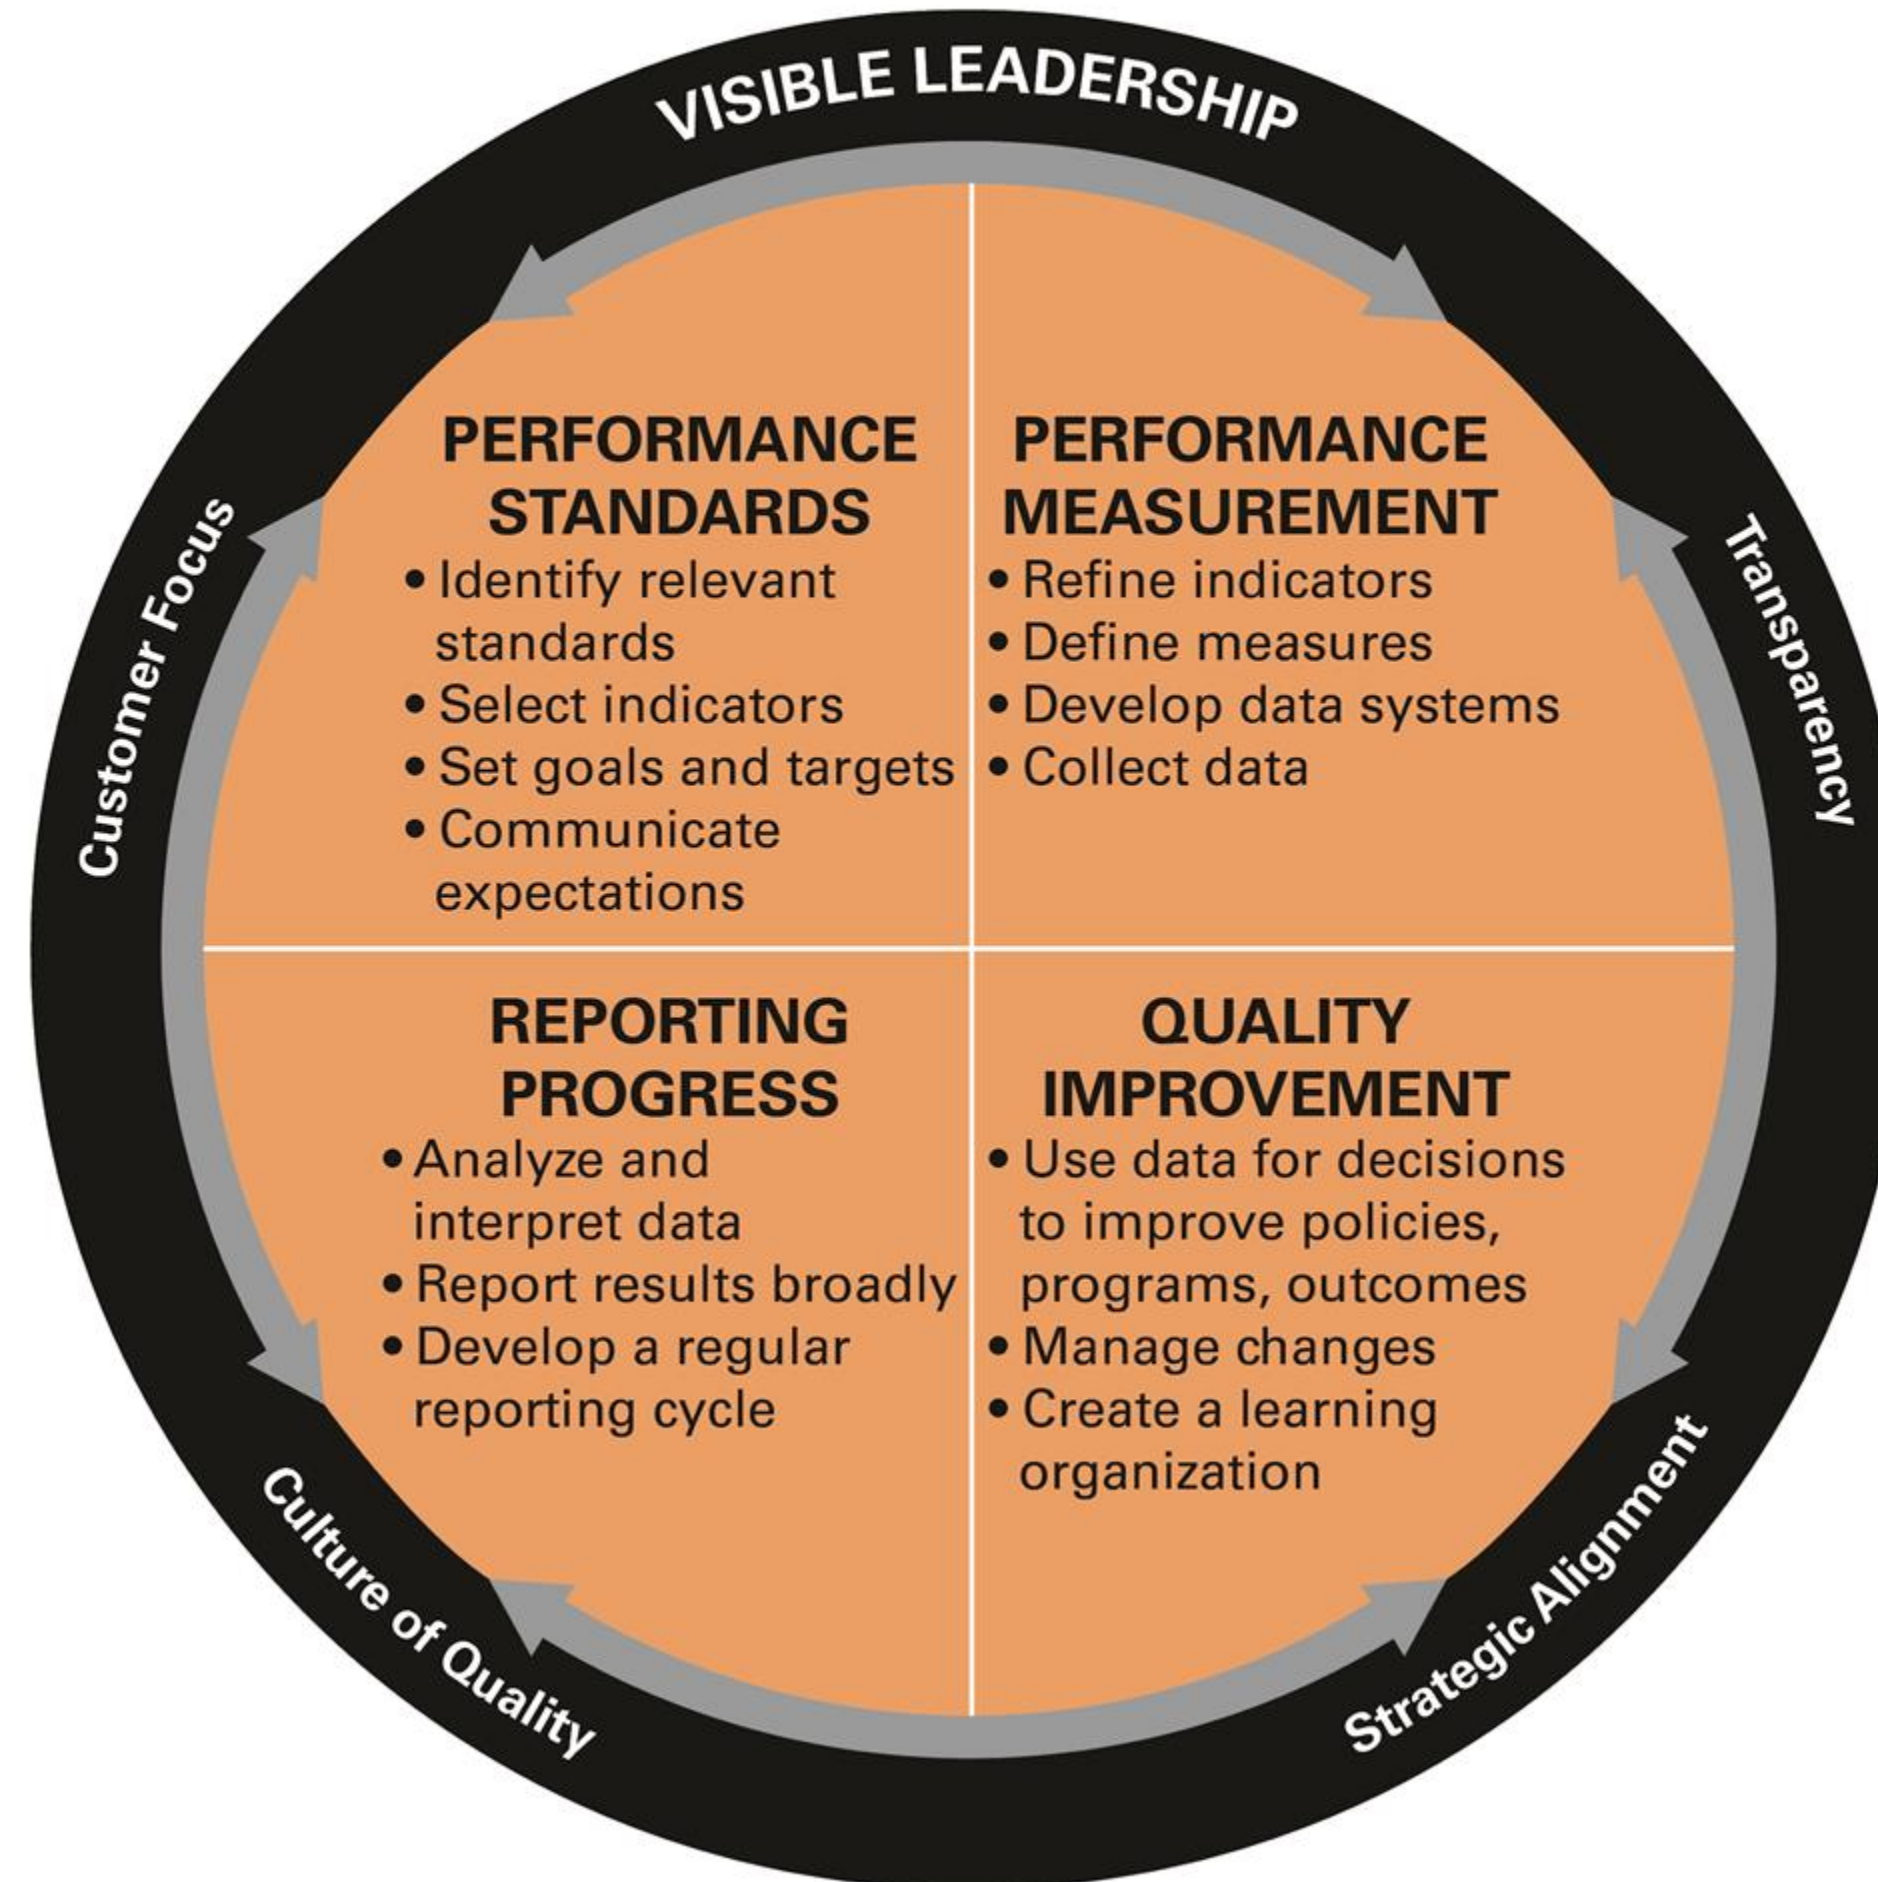 VISIBLE LEADERSHIP
Customer Focus
Transparency
PERFORMANCE
STANDARDS
• Identify relevant
standards
• Select indicators
• Set goals and targets
• Communicate
expectations
PERFORMANCE
MEASUREMENT
• Refine indicators
• Define measures
• Develop data systems
• Collect data
REPORTING
PROGRESS
• Analyze and
interpret data
• Report results broadly
• Develop a regular
reporting cycle
QUALITY
IMPROVEMENT
• Use data for decisions
to improve policies,
programs, outcomes
• Manage changes
• Create a learning
organization
Culture of Quality
Strategic Alignment